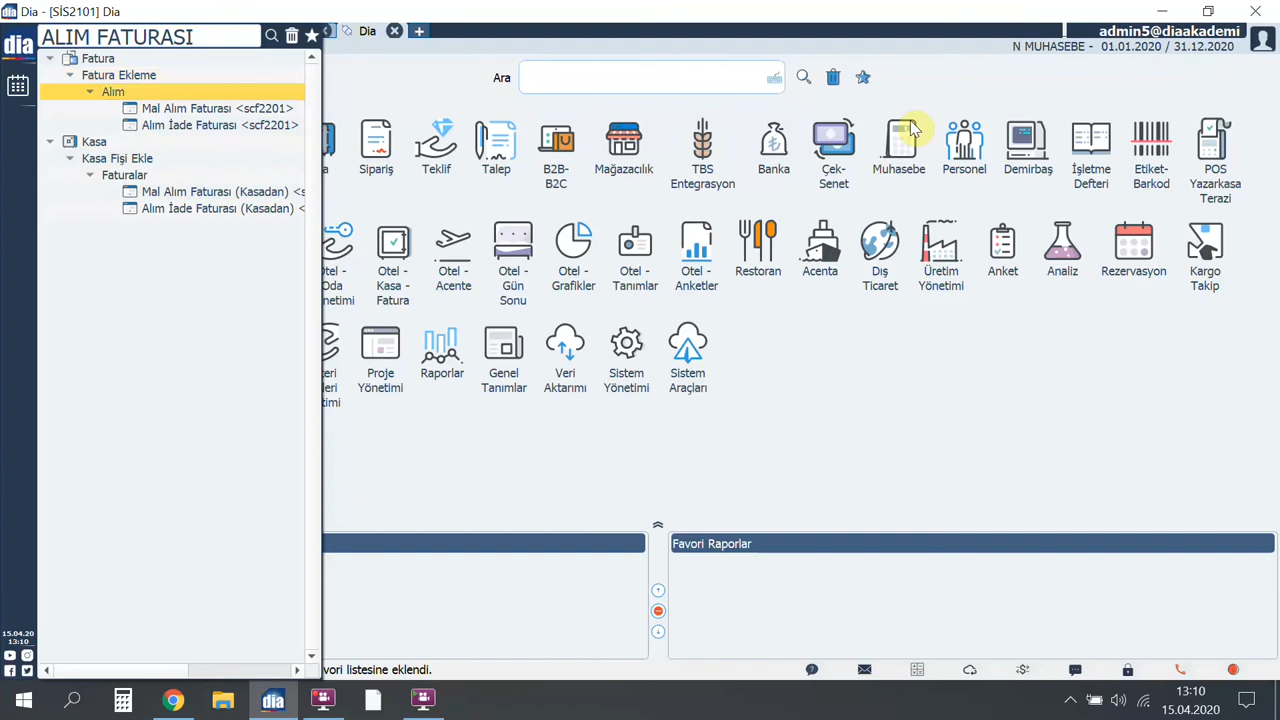 Dia - [SİS2101] Dia
dia
ALIM FATURASI
Fatura
Fatura Ekleme
Alım
Mal Alım Faturası <scf2201>
Alım İade Faturası <scf2201>
Kasa
Kasa Fişi Ekle
Faturalar
Mal Alım Faturası (Kasadan) <s
Alım İade Faturası (Kasadan) <
Dia
admin5@diaakademi
N MUHASEBE - 01.01.2020 / 31.12.2020
Ara
Sipariş
Teklif
Talep
B2B-
B2C
Mağazacılık
TBS
Entegrasyon
Banka
Çek-
Senet
Muhasebe
Personel
Demirbaş
İşletme
Defteri
Etiket-
Barkod
POS
Yazarkasa
Terazi
Otel -
Kasa -
Fatura
Otel -
Acente
Otel -
Gün
Sonu
Otel -
Grafikler
Otel -
Tanımlar
Otel -
Anketler
Restoran
Acenta
Dış
Ticaret
Üretim
Yönetimi
Anket
Analiz
Rezervasyon
Kargo
Takip
Proje
Yönetimi
Raporlar
Genel
Tanımlar
Veri
Aktarımı
Sistem
Yönetimi
Sistem
Araçları
Favori Raporlar
15.04.20
13:10
vori listesine eklendi.
dia
13:10
15.04.2020